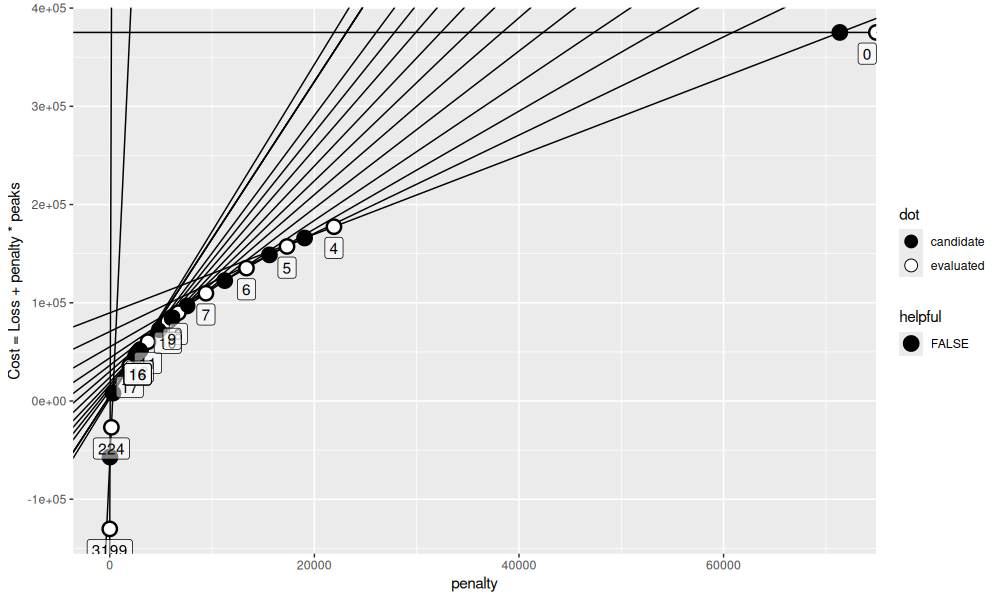 4e+05
3e+05
2e+05
1e+05
0e+00
-1e+05
Cost = Loss + penalty * peaks
0
4
5
6
7
9
16
17
224
3199
0
20000
40000
60000
penalty
dot
candidate
evaluated
helpful
FALSE